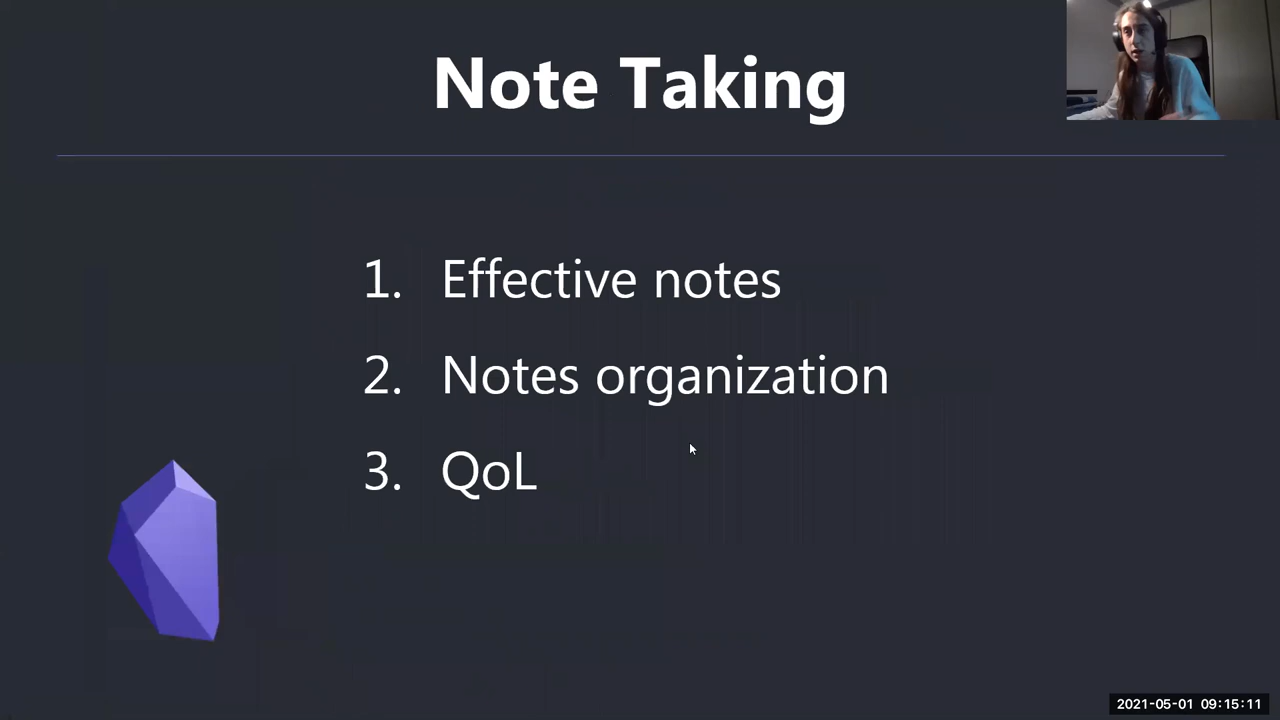 Note Taking
1. Effective notes
2. Notes organization
3. QoL
2021-05-01 09:15:11